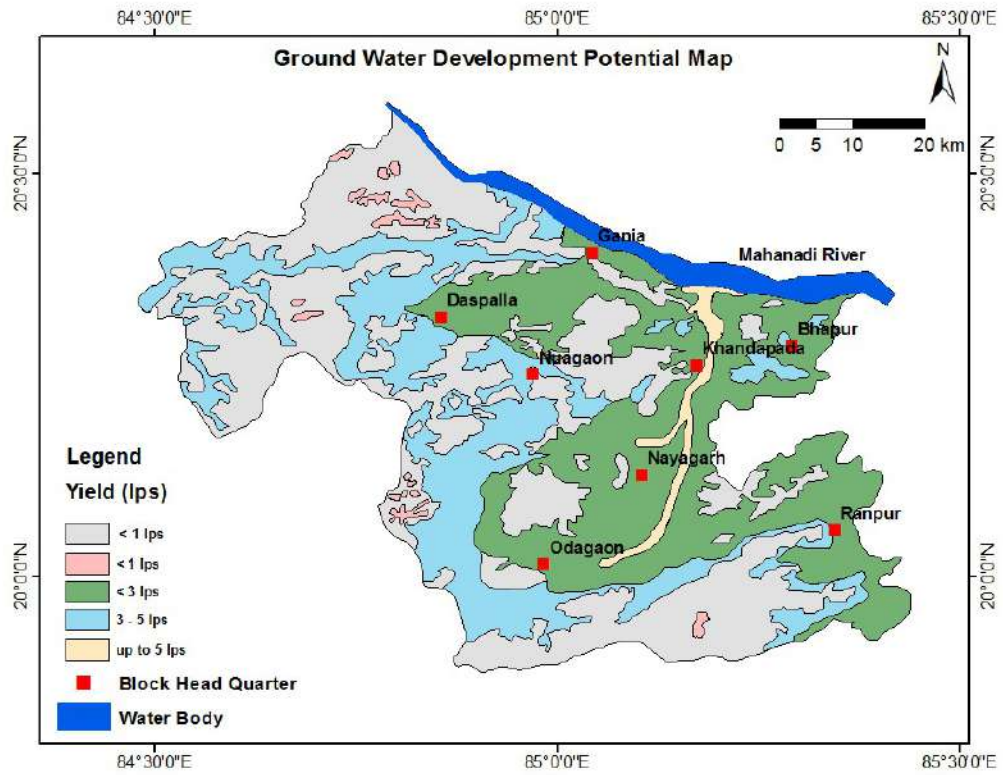 84°30'0"E 85°0'0"E 85°30'0"E
Ground Water Development Potential Map
N
0 5 10 20 km
20°30'0"N 20°30'0"N
Gania
Mahanadi River
Daspalla
Bhapur
Khandapada
Nuagaon
Legend
Nayagarh
Yield (lps)
Ranpur
< 1 lps
Odagaon
<1 lps
20°0'0"N 20°0'0"N
< 3 lps
3 - 5 lps
up to 5 lps
Block Head Quarter
Water Body
84°30'0"E 85°0'0"E 85°30'0"E